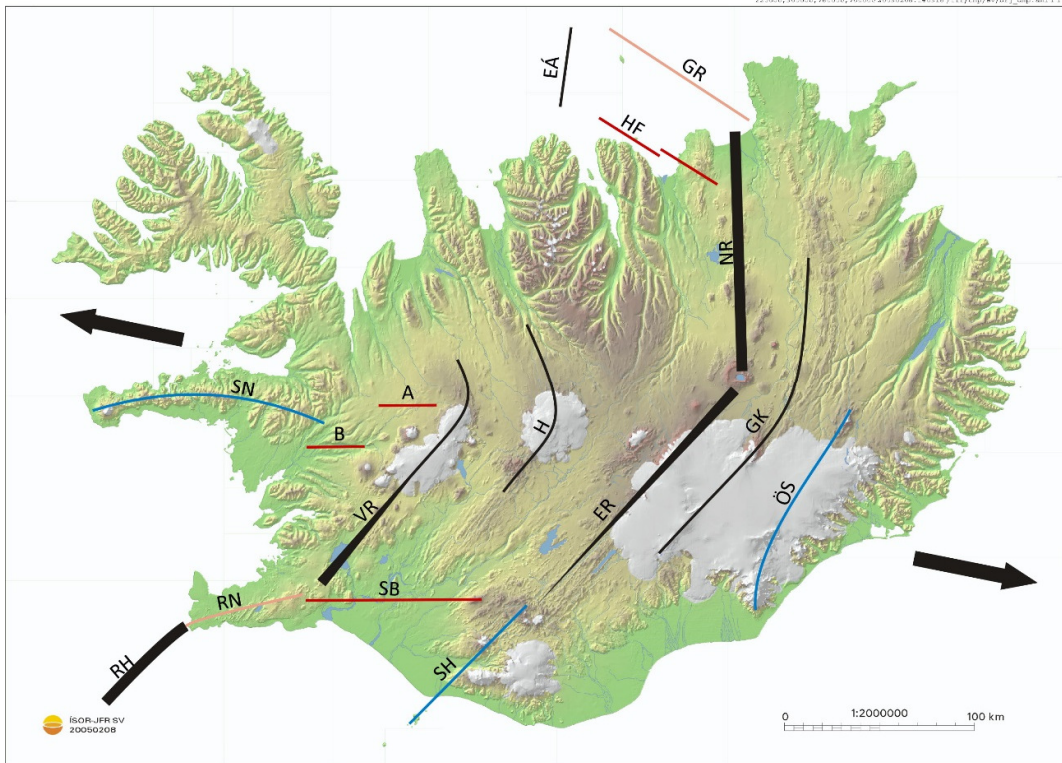 EÁ
GR
HF
NR
SN
A
B
H
GK
VR
ER
ÖS
RN
SB
RH
SH
ÍSOR-JFR SV
20050208
0 1:2000000 100 km